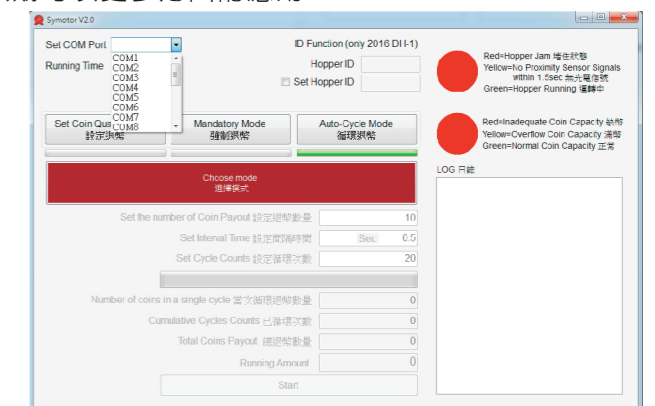 Symotor V2.0
Set COM Port
ID Function (only 2016 DI I-1)
Running Time
Hopper ID
Set Hopper ID
COM1
COM2
COM3
COM4
COM5
COM6
COM7
COM8
Red=Hopper Jam 堵住狀態
Yellow=No Proximity Sensor Signals
within 1.5sec 無光電信號
Green=Hopper Running 運轉中
Set Coin Qua
設定退幣
Mandatory Mode
強制退幣
Auto-Cycle Mode
循環退幣
Red=Inadequate Coin Capacity 缺幣
Yellow=Overflow Coin Capacity 滿幣
Green=Normal Coin Capacity 正常
Choose mode
選擇模式
LOG 日誌
Set the number of Coin Payout 設定退幣數量 10
Set Interval Time 設定間隔時間 Sec: 0.5
Set Cycle Counts 設定循環次數 20
Number of coins in a single cycle 當次循環退幣數量 0
Cumulative Cycles Counts 已循環次數 0
Total Coins Payout 總退幣數量 0
Running Amount 0
Start